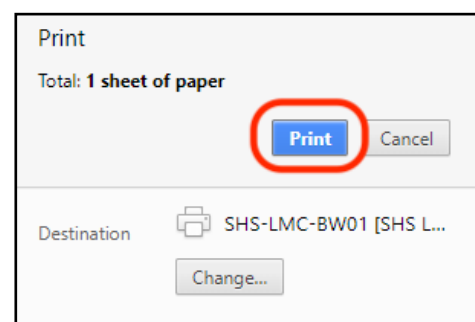 Print
Total: 1 sheet of paper
Print Cancel
Destination SHS-LMC-BW01 [SHS L...
Change...